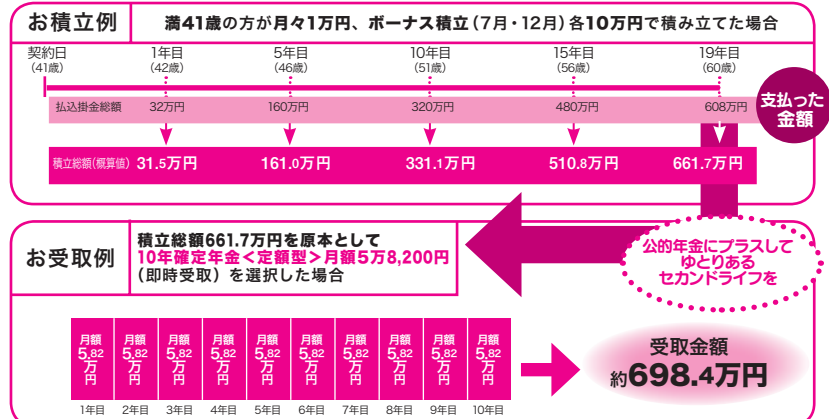 お積立例
満41歳の方が月々1万円、ボーナス積立(7月・12月)各10万円で積み立てた場合
契約日 1年目 5年目 10年目 15年目 19年目
(41歳) (42歳) (46歳) (51歳) (56歳) (60歳)
払込掛金総額 32万円 160万円 320万円 480万円 608万円
支払った
金額
積立総額(概算値) 31.5万円 161.0万円 331.1万円 510.8万円 661.7万円
お受取例
積立総額661.7万円を原本として
10年確定年金<定額型>月額5万8,200円
(即時受取)を選択した場合
公的年金にプラスして
ゆとりある
セカンドライフを
月額 月額 月額 月額 月額 月額 月額 月額 月額 月額
5.82 5.82 5.82 5.82 5.82 5.82 5.82 5.82 5.82 5.82
万円 万円 万円 万円 万円 万円 万円 万円 万円 万円
1年目 2年目 3年目 4年目 5年目 6年目 7年目 8年目 9年目 10年目
受取金額
約698.4万円